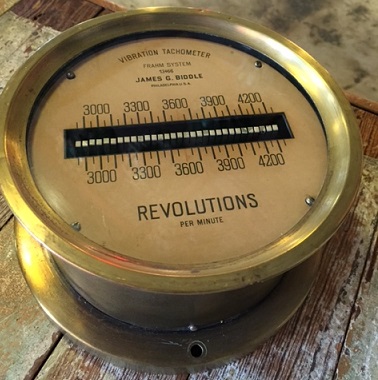 VIBRATION TACHOMETER
FRAHM SYSTEM
JAMES G. BIDDLE
PHILADELPHIA U.S.A.
3000 3300 3600 3900 4200
3000 3300 3600 3900 4200
REVOLUTIONS
PER MINUTE